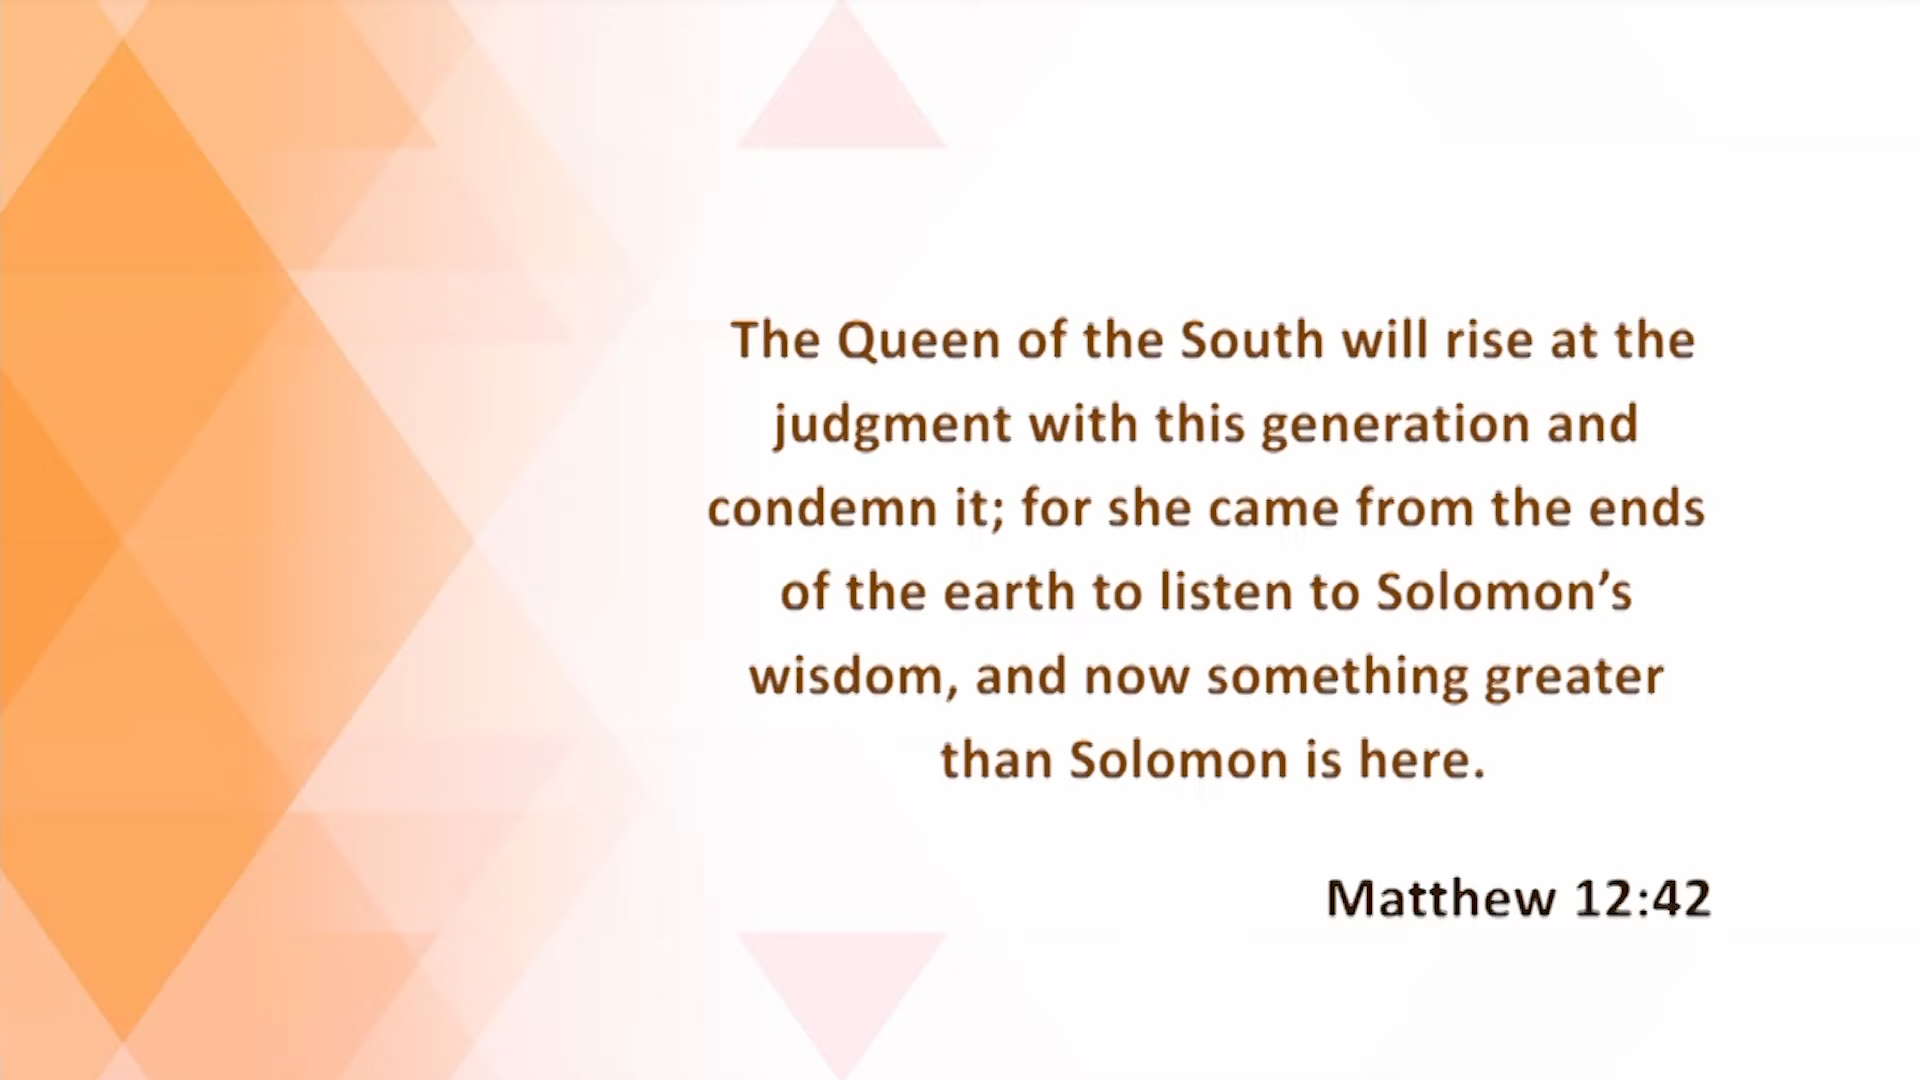 The Queen of the South will rise at the
judgment with this generation and
condemn it; for she came from the ends
of the earth to listen to Solomon’s
wisdom, and now something greater
than Solomon is here.
Matthew 12:42